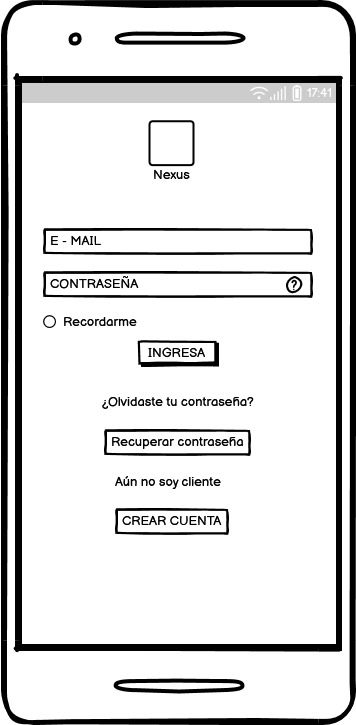 17:41
Nexus
E - MAIL
CONTRASEÑA ?
Recordarme
INGRESA
¿Olvidaste tu contraseña?
Recuperar contraseña
Aún no soy cliente
CREAR CUENTA